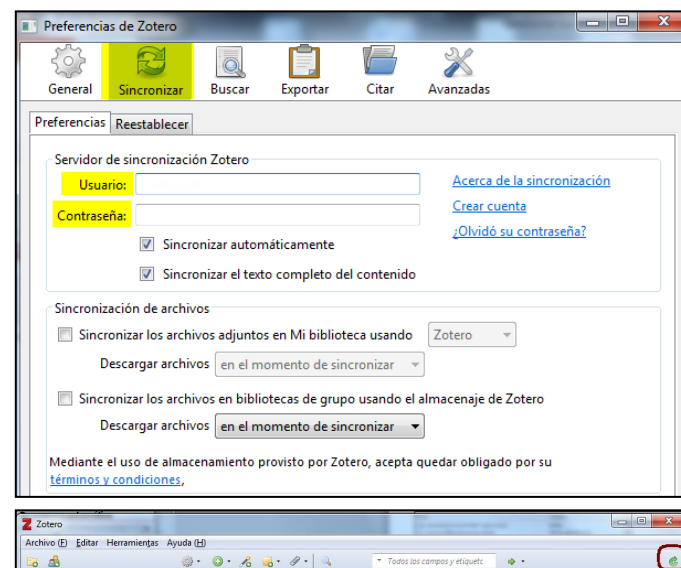 Preferencias de Zotero
General Sincronizar Buscar Exportar Citar Avanzadas
Preferencias Reestablecer
Servidor de sincronización Zotero
Usuario:
Acerca de la sincronización
Contraseña:
Crear cuenta
¿Olvidó su contraseña?
Sincronizar automáticamente
Sincronizar el texto completo del contenido
Sincronización de archivos
Sincronizar los archivos adjuntos en Mi biblioteca usando Zotero
Descargar archivos en el momento de sincronizar
Sincronizar los archivos en bibliotecas de grupo usando el almacenaje de Zotero
Descargar archivos en el momento de sincronizar
Mediante el uso de almacenamiento provisto por Zotero, acepta quedar obligado por su
términos y condiciones,
Z Zotero
Archivo (F) Editar Herramientas Ayuda (H)
Todos los campos y etiquetc